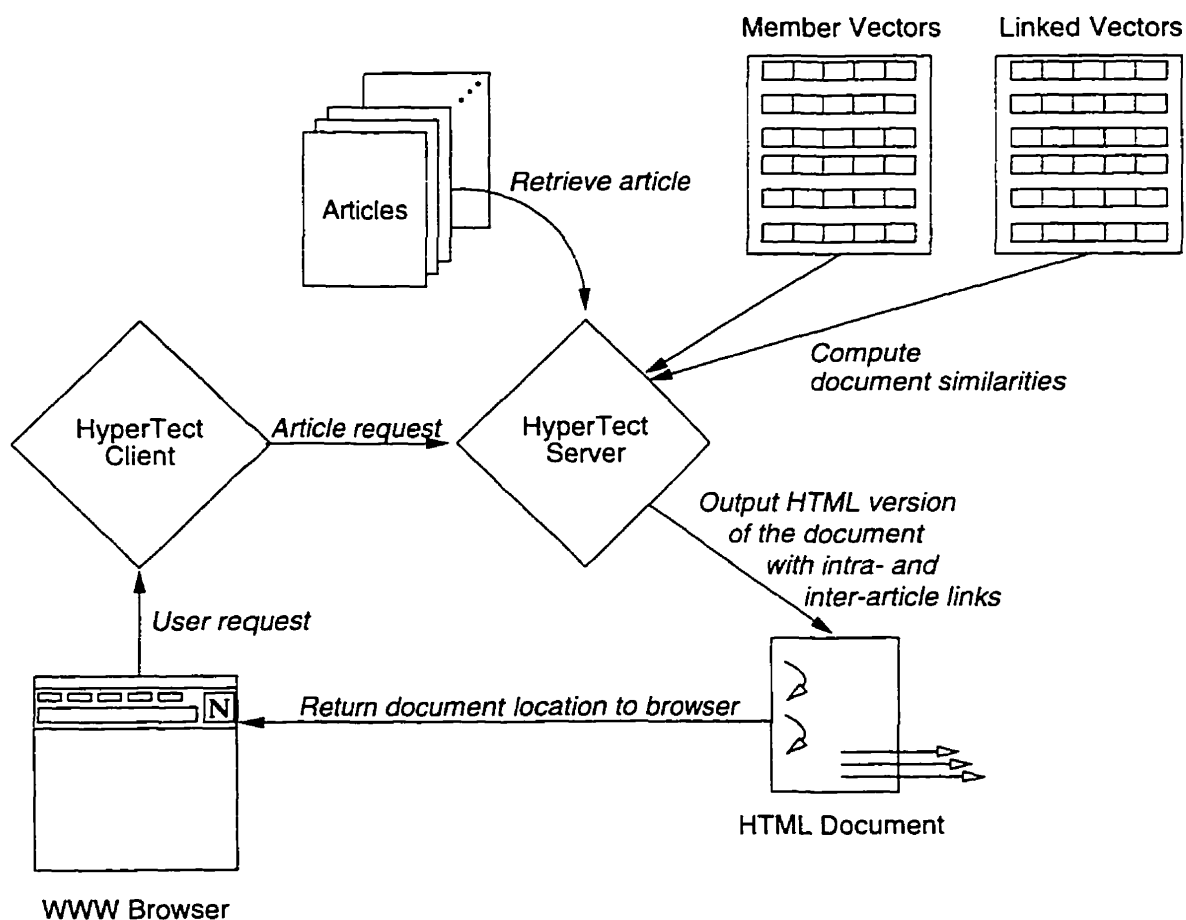 Member Vectors
Linked Vectors
Retrieve article
Articles
Compute
document similarities
HyperTect
Client
Article request
HyperTect
Server
Output HTML version
of the document
with intra- and
inter-article links
User request
N
Return document location to browser
HTML Document
WWW Browser